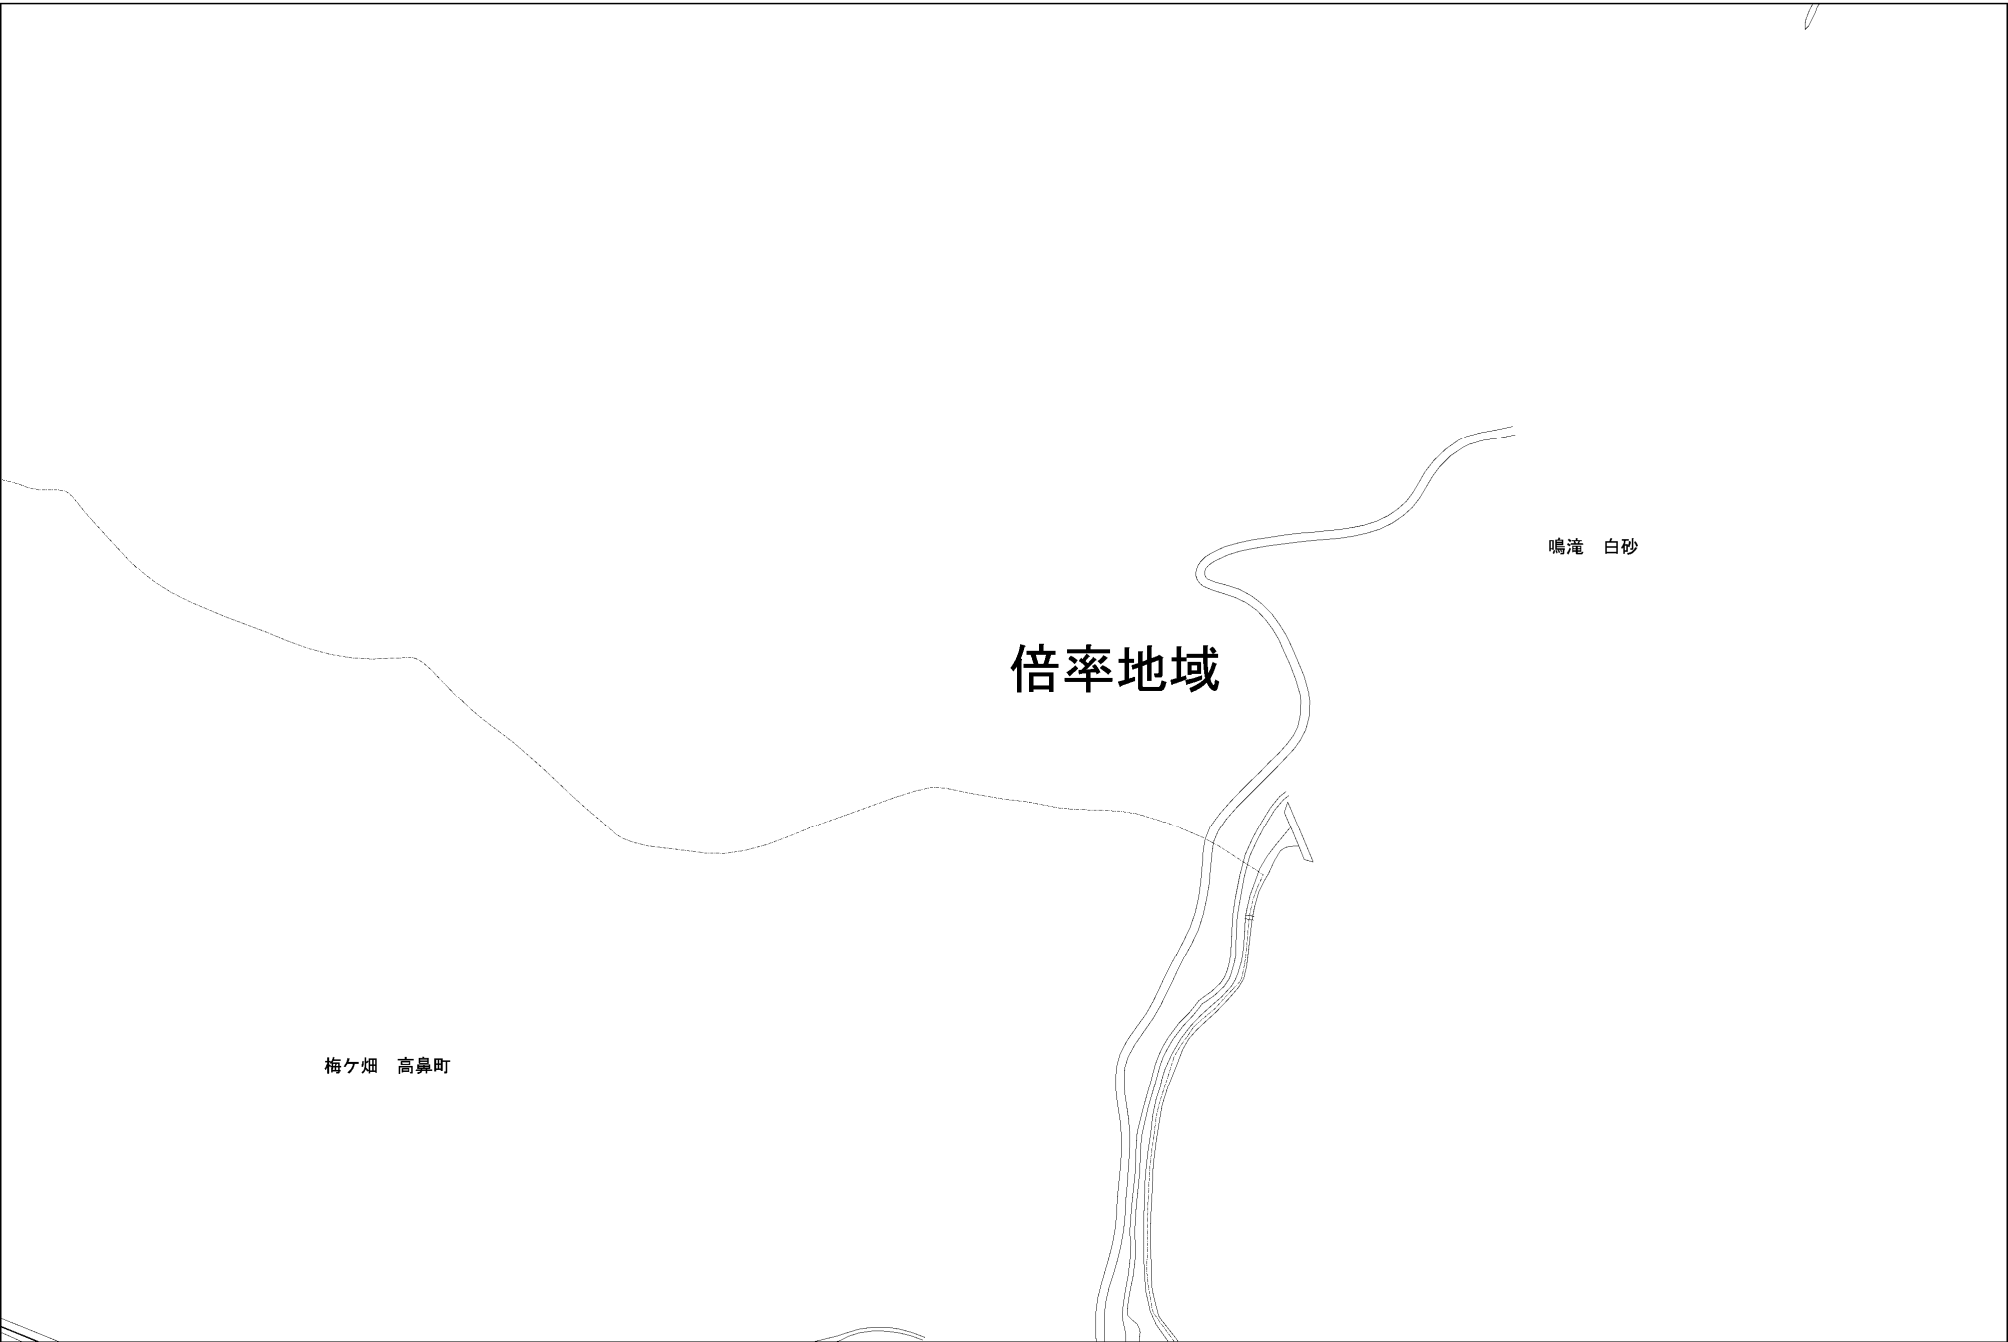 鳴滝　白砂
倍率地域
梅ケ畑　高鼻町